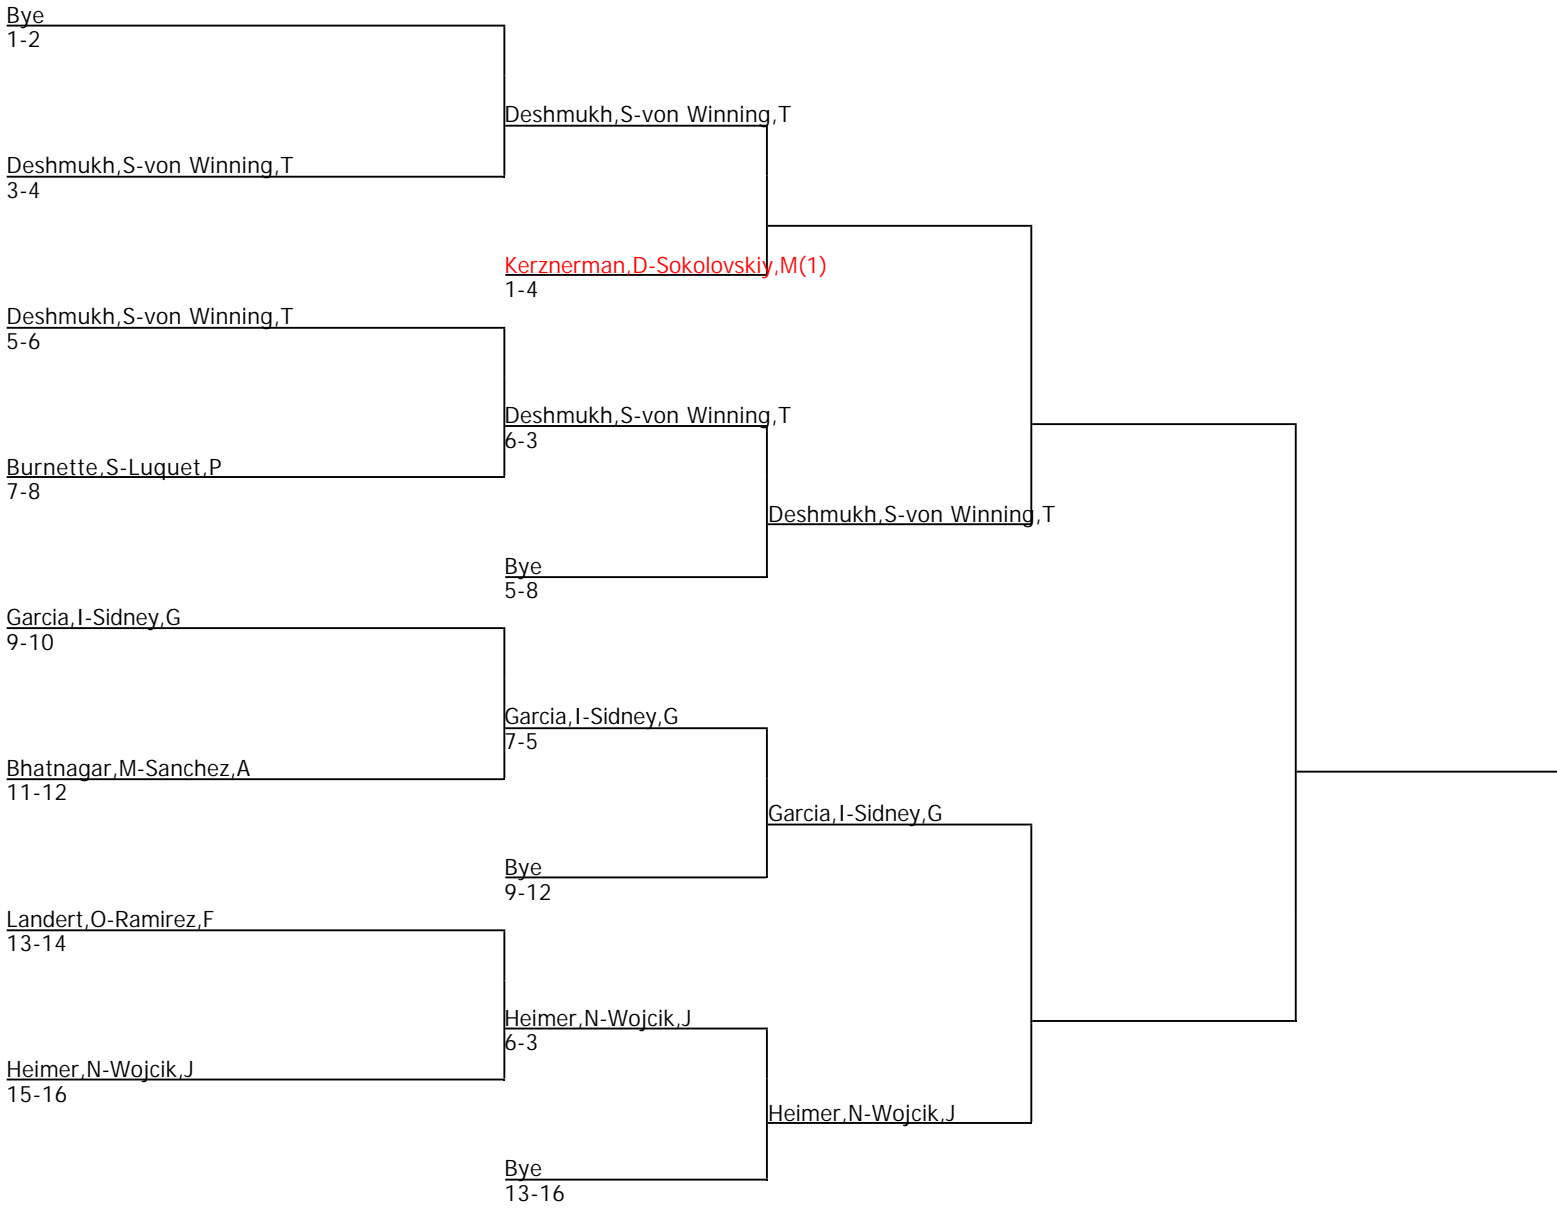 Bye
1-2
Deshmukh,S-von Winning,T
Deshmukh,S-von Winning,T
3-4
Kerznerman,D-Sokolovskiy,M(1)
1-4
Deshmukh,S-von Winning,T
5-6
Deshmukh,S-von Winning,T
6-3
Burnette,S-Luquet,P
7-8
Deshmukh,S-von Winning,T
Bye
5-8
Garcia,I-Sidney,G
9-10
Garcia,I-Sidney,G
7-5
Bhatnagar,M-Sanchez,A
11-12
Garcia,I-Sidney,G
Bye
9-12
Landert,O-Ramirez,F
13-14
Heimer,N-Wojcik,J
6-3
Heimer,N-Wojcik,J
15-16
Heimer,N-Wojcik,J
Bye
13-16